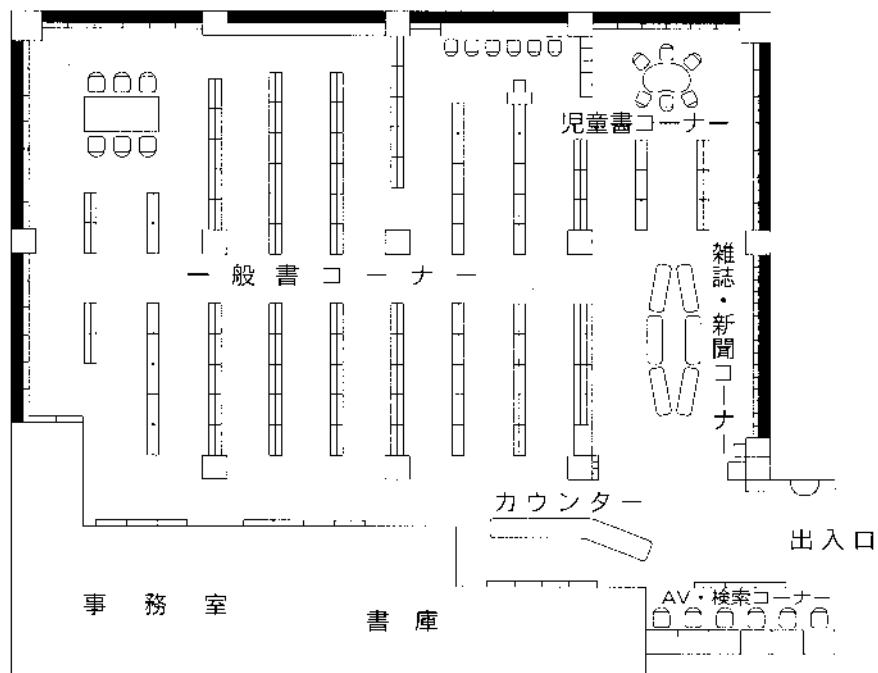 児童書コーナー
一般書コーナー
雑誌・新聞コーナー
カウンター
出入口
AV・検索コーナー
事務室
書庫